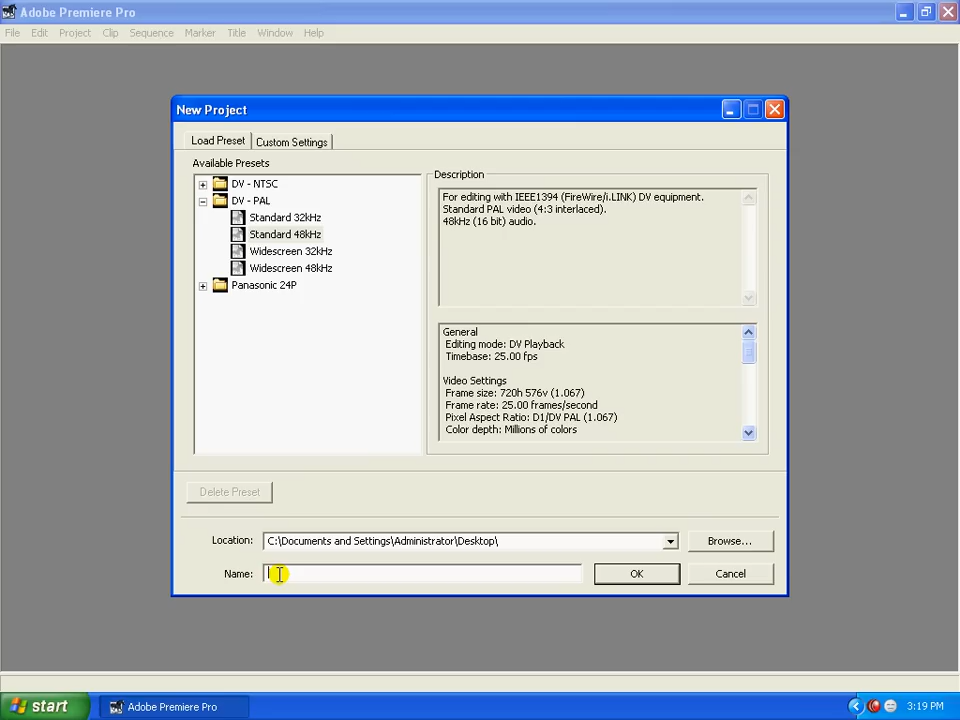 Adobe Premiere Pro
File Edit Project Clip Sequence Marker Title Window Help
New Project
Load Preset Custom Settings
Available Presets
DV - NTSC
DV - PAL
Standard 32kHz
Standard 48kHz
Widescreen 32kHz
Widescreen 48kHz
Panasonic 24P
Description
For editing with IEEE1394 (FireWire/i.LINK) DV equipment.
Standard PAL video (4:3 interlaced).
48kHz (16 bit) audio.
General
Editing mode: DV Playback
Timebase: 25.00 fps
Video Settings
Frame size: 720h 576v (1.067)
Frame rate: 25.00 frames/second
Pixel Aspect Ratio: D1/DV PAL (1.067)
Color depth: Millions of colors
Delete Preset
Location: C:\Documents and Settings\Administrator\Desktop\ Browse...
Name: OK Cancel
start Adobe Premiere Pro 3:19 PM